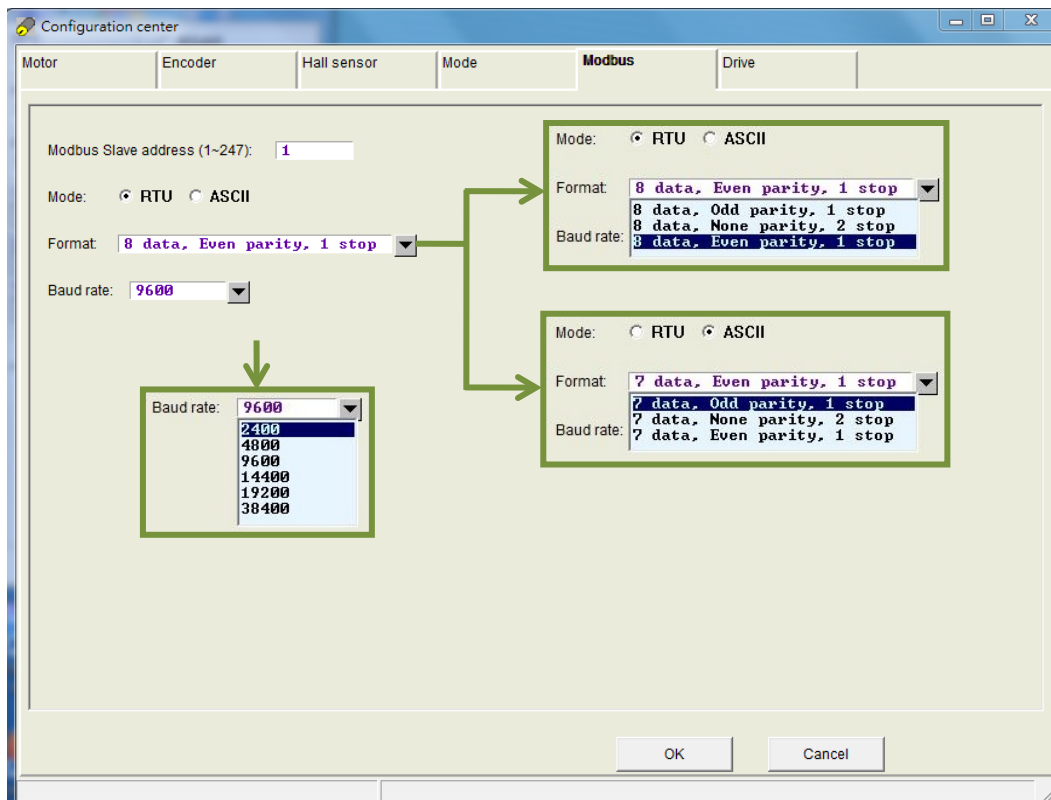 Configuration center
Motor Encoder Hall sensor Mode Modbus Drive
Modbus Slave address (1~247): 1
Mode: RTU ASCII
Format: 8 data, Even parity, 1 stop
Baud rate: 9600
Baud rate: 9600
2400
4800
9600
14400
19200
38400
Mode: RTU ASCII
Format: 8 data, Even parity, 1 stop
8 data, Odd parity, 1 stop
8 data, None parity, 2 stop
Baud rate: 8 data, Even parity, 1 stop
Mode: RTU ASCII
Format: 7 data, Even parity, 1 stop
7 data, Odd parity, 1 stop
7 data, None parity, 2 stop
Baud rate: 7 data, Even parity, 1 stop
OK Cancel